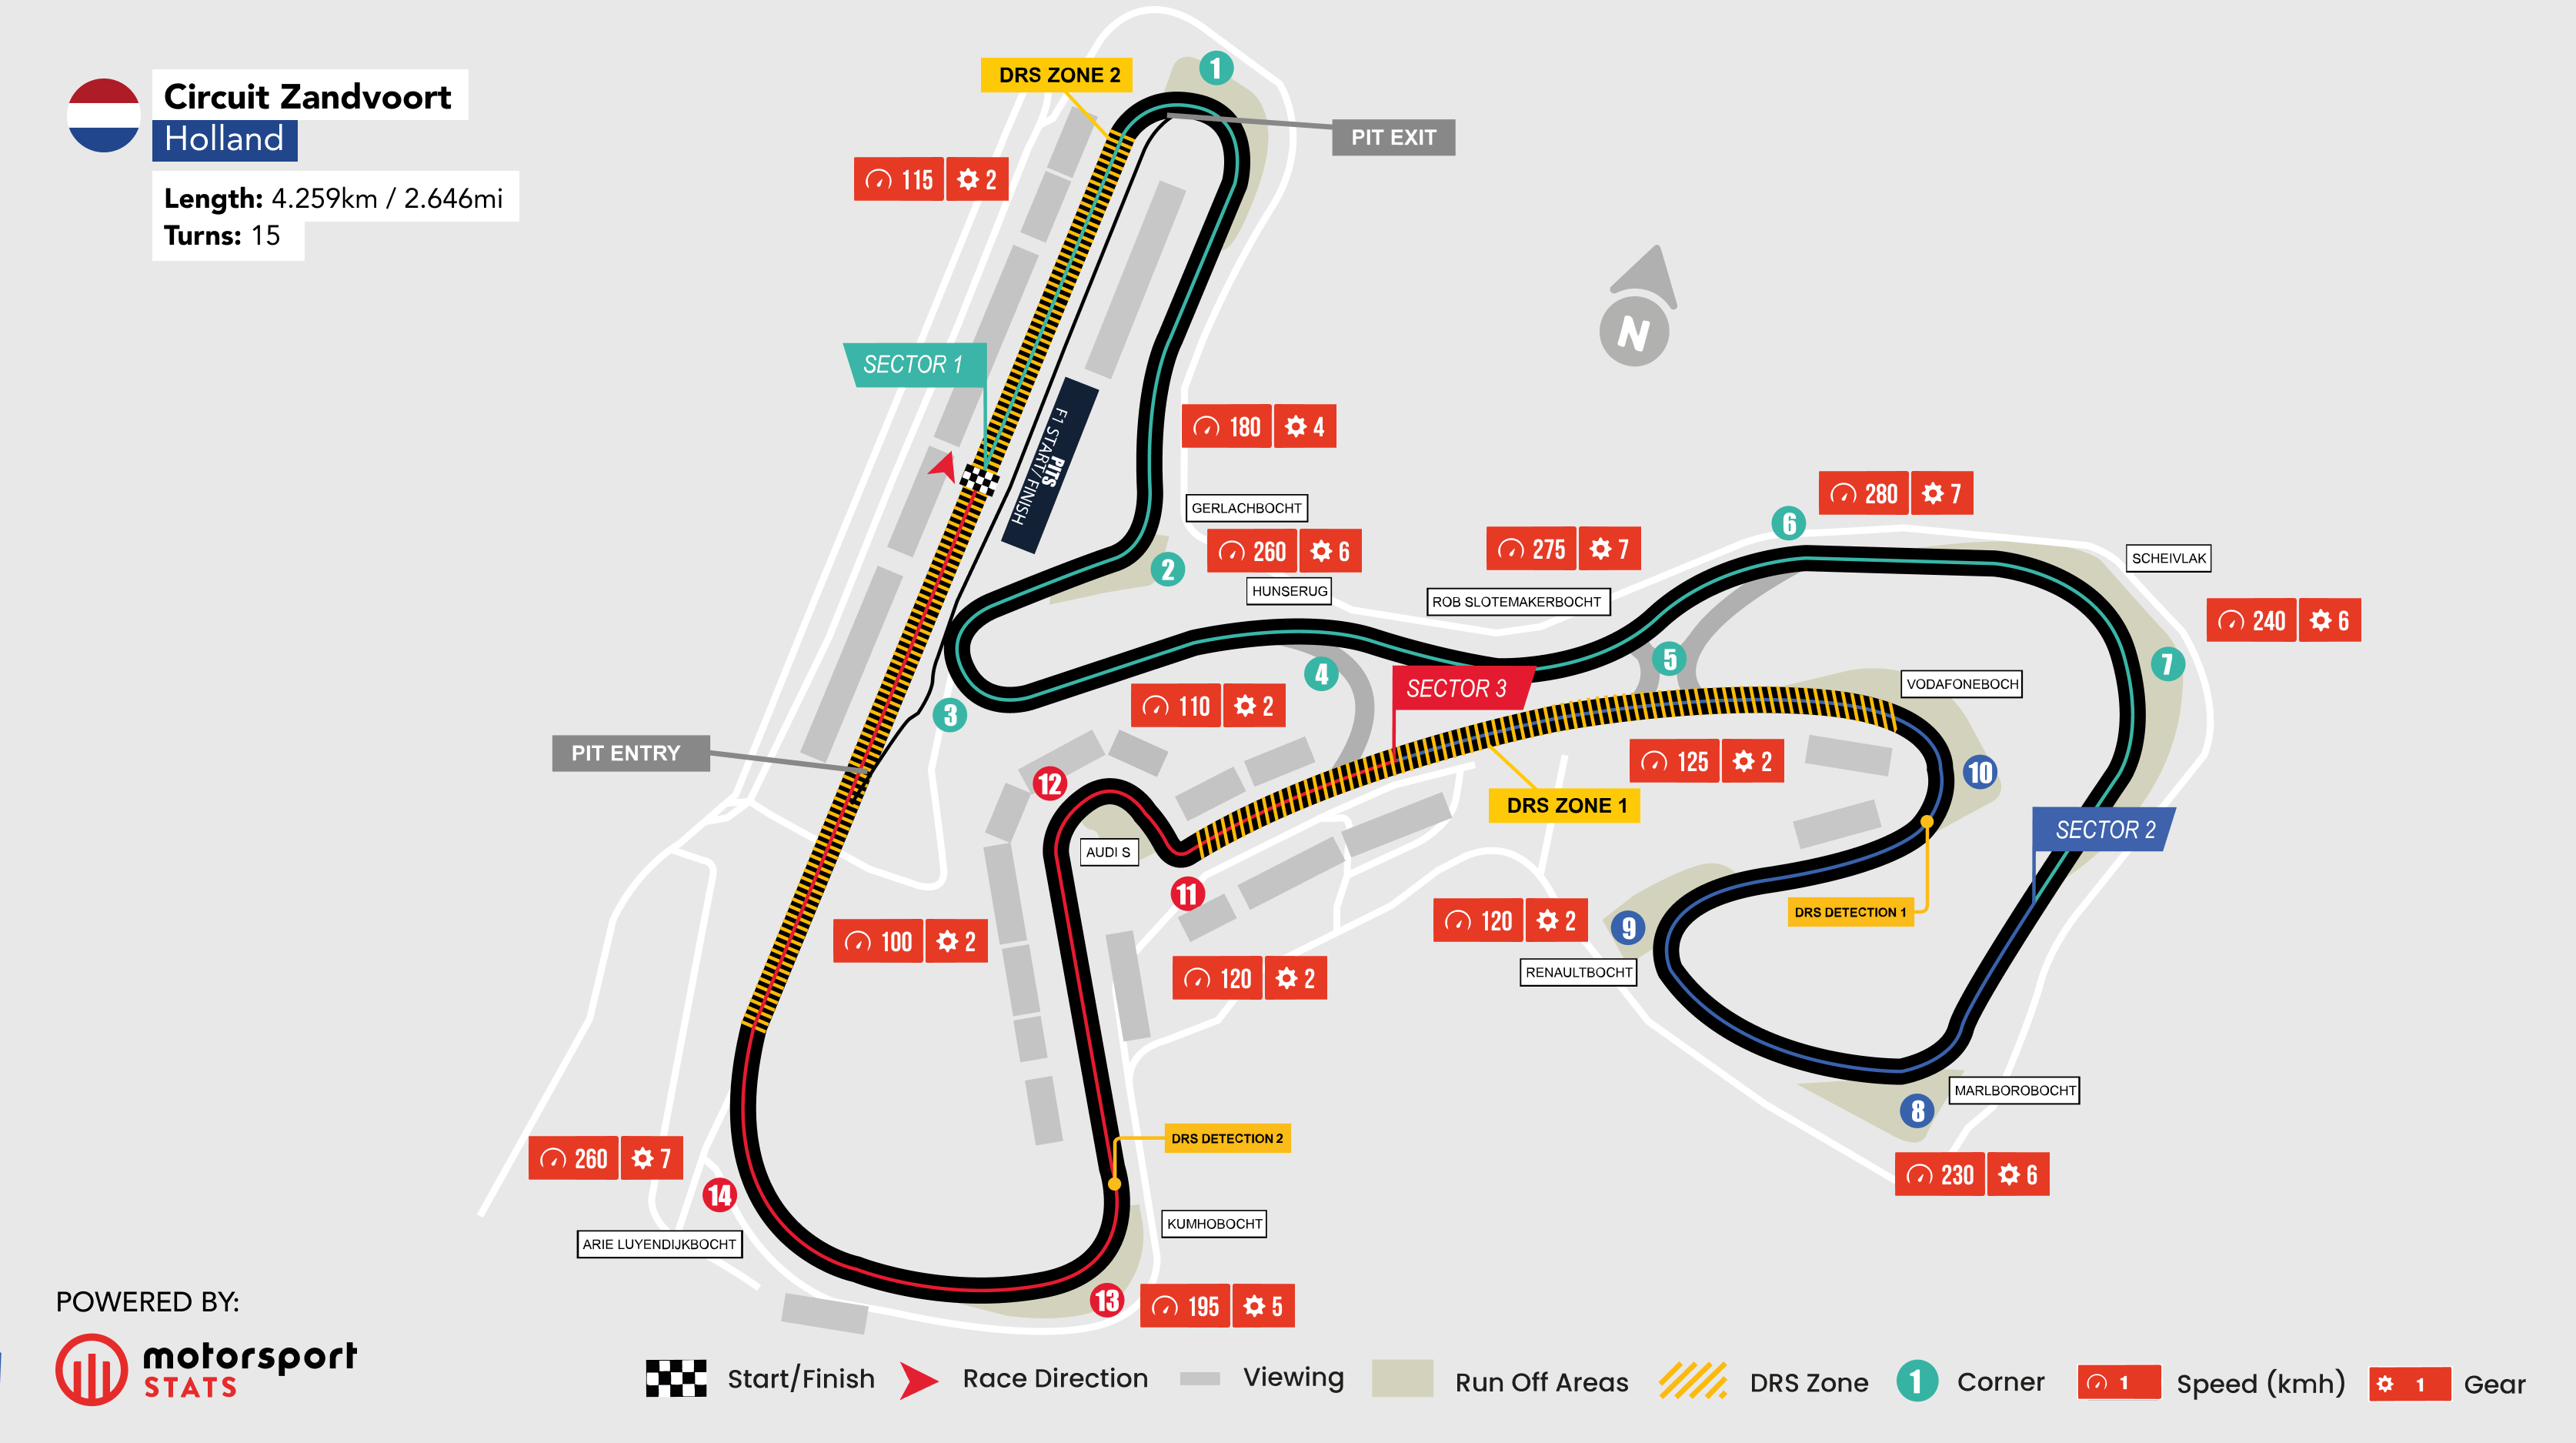 Circuit Zandvoort
Holland
Length: 4.259km / 2.646mi
Turns: 15
DRS ZONE 2
1
PIT EXIT
115 2
N
SECTOR 1
180 4
PITS
F1 START/FINISH
GERLACHBOCHT
260 6
2
HUNSERUG
275 7
ROB SLOTEMAKERBOCHT
6
280 7
SCHEIVLAK
240 6
7
5
4
SECTOR 3
VODAFONEBOCH
3
110 2
PIT ENTRY
12
125 2
10
DRS ZONE 1
SECTOR 2
AUDI S
11
100 2
120 2
9
DRS DETECTION 1
RENAULTBOCHT
120 2
MARLBOROBOCHT
8
DRS DETECTION 2
260 7
230 6
14
KUMHOBOCHT
ARIE LUYENDIJKBOCHT
13
195 5
POWERED BY:
motorsport
STATS
Start/Finish
Race Direction
Viewing
Run Off Areas
DRS Zone
1 Corner
1 Speed (kmh)
1 Gear